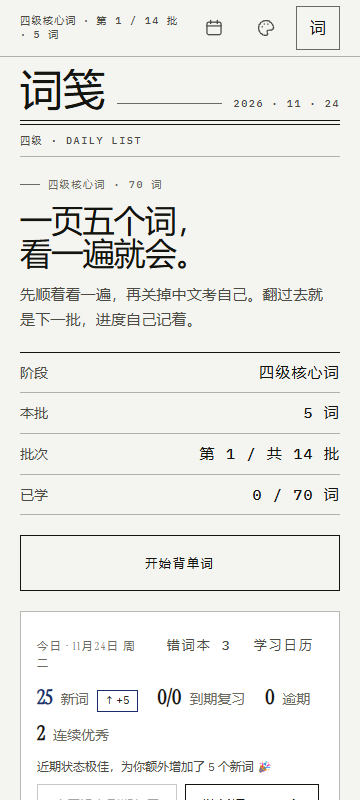 四级核心词 · 第 1 / 14 批
· 5 词
词
词笺
2026 · 11 · 24
四级 · DAILY LIST
四级核心词 · 70 词
一页五个词，
看一遍就会。
先顺着看一遍，再关掉中文考自己。翻过去就
是下一批，进度自己记着。
阶段 四级核心词
本批 5 词
批次 第 1 / 共 14 批
已学 0 / 70 词
开始背单词
今日 · 11月24日 周
二
错词本 3 学习日历
25 新词 ↑ +5 0/0 到期复习 0 逾期
2 连续优秀
近期状态极佳，为你额外增加了 5 个新词 🎉